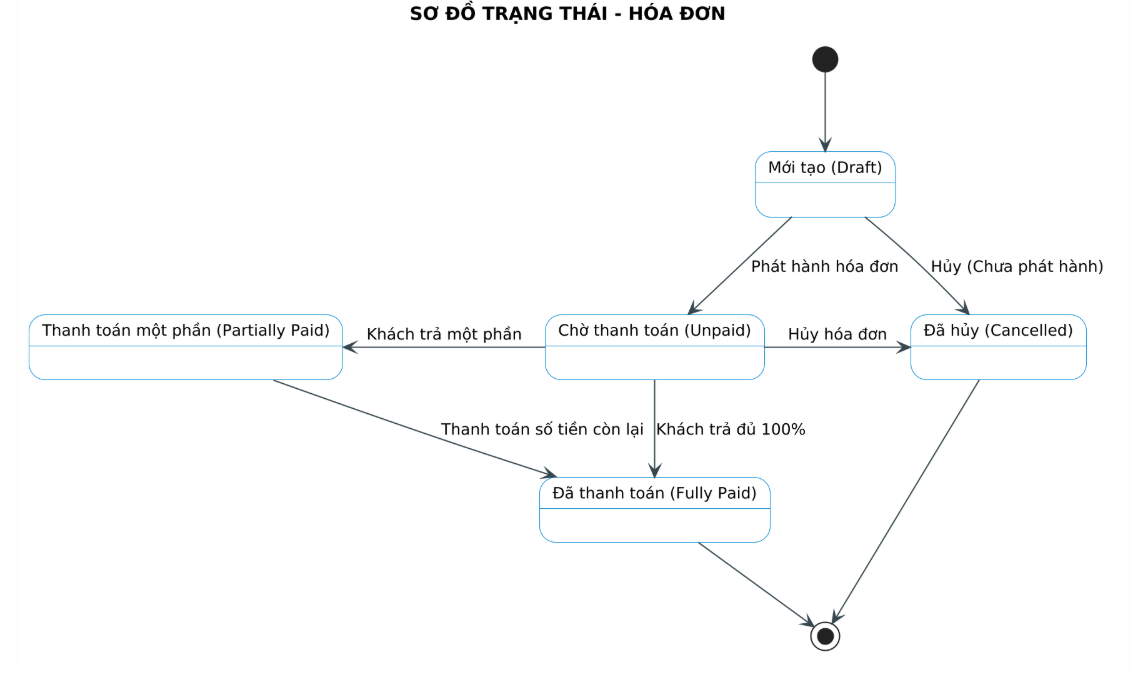 SƠ ĐỒ TRẠNG THÁI - HÓA ĐƠN
Mới tạo (Draft)
Phát hành hóa đơn
Hủy (Chưa phát hành)
Thanh toán một phần (Partially Paid)
Khách trả một phần
Chờ thanh toán (Unpaid)
Hủy hóa đơn
Đã hủy (Cancelled)
Thanh toán số tiền còn lại
Khách trả đủ 100%
Đã thanh toán (Fully Paid)